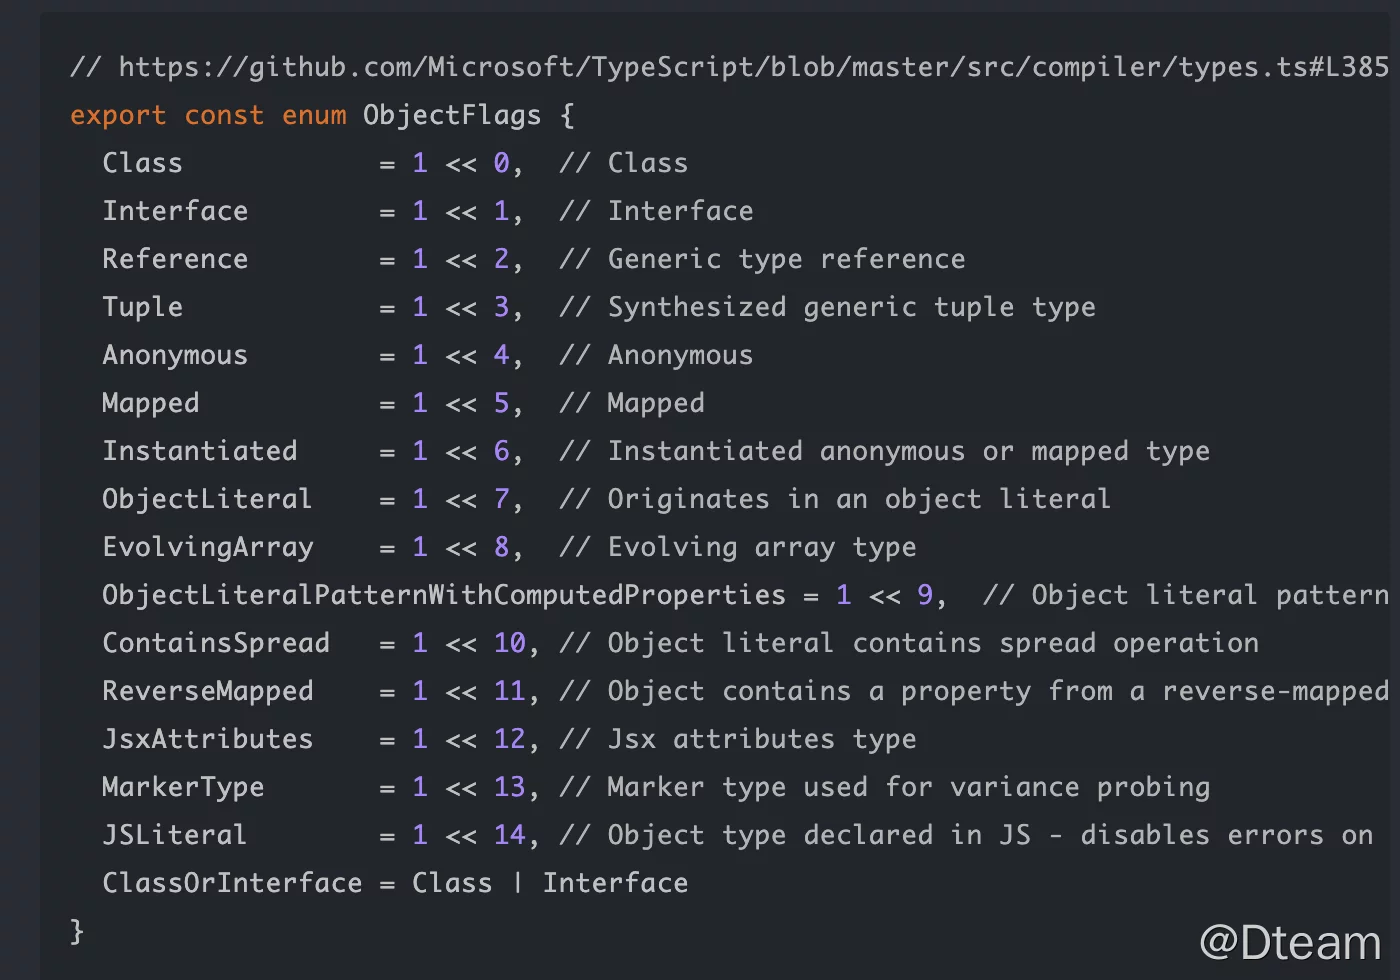 // https://github.com/Microsoft/TypeScript/blob/master/src/compiler/types.ts#L385
export const enum ObjectFlags {
  Class            = 1 << 0,  // Class
  Interface        = 1 << 1,  // Interface
  Reference        = 1 << 2,  // Generic type reference
  Tuple            = 1 << 3,  // Synthesized generic tuple type
  Anonymous        = 1 << 4,  // Anonymous
  Mapped           = 1 << 5,  // Mapped
  Instantiated     = 1 << 6,  // Instantiated anonymous or mapped type
  ObjectLiteral    = 1 << 7,  // Originates in an object literal
  EvolvingArray    = 1 << 8,  // Evolving array type
  ObjectLiteralPatternWithComputedProperties = 1 << 9,  // Object literal pattern
  ContainsSpread   = 1 << 10, // Object literal contains spread operation
  ReverseMapped    = 1 << 11, // Object contains a property from a reverse-mapped
  JsxAttributes    = 1 << 12, // Jsx attributes type
  MarkerType       = 1 << 13, // Marker type used for variance probing
  JSLiteral        = 1 << 14, // Object type declared in JS - disables errors on
  ClassOrInterface = Class | Interface
}
@Dteam